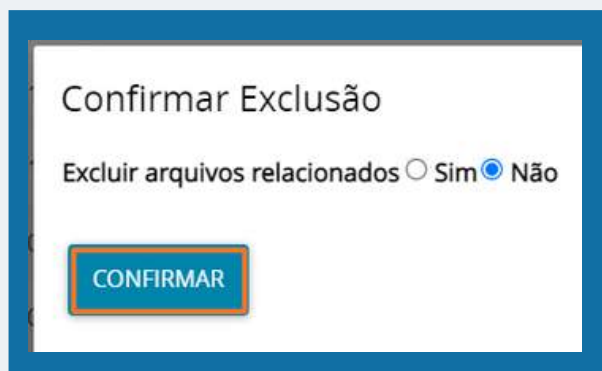 Confirmar Exclusão
Excluir arquivos relacionados Sim Não
CONFIRMAR